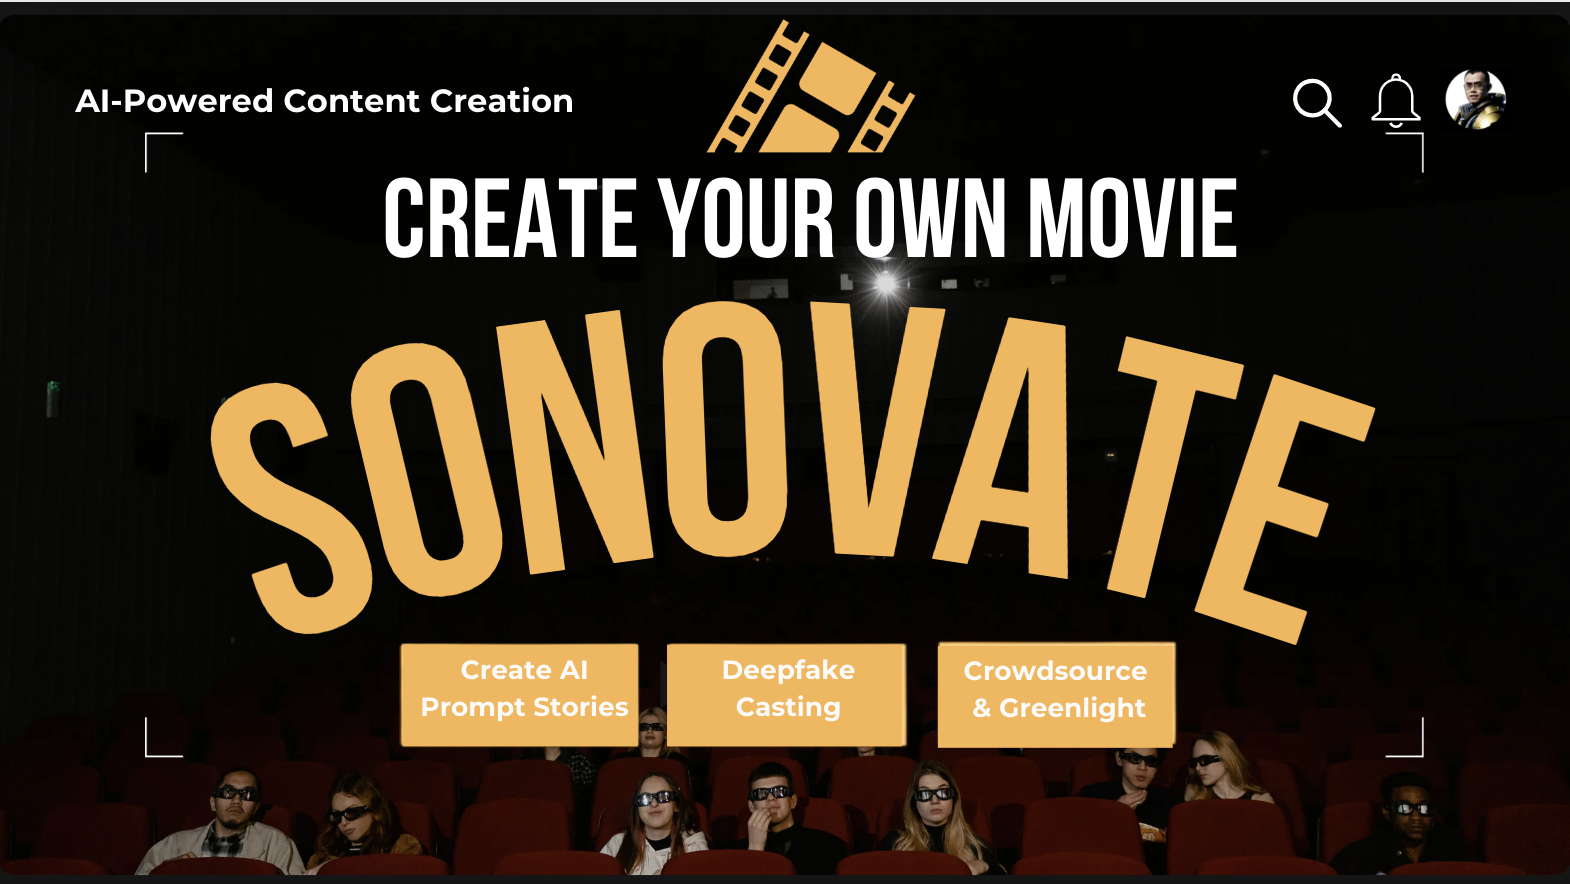 AI-Powered Content Creation
CREATE YOUR OWN MOVIE
SONOVATE
Create AI
Prompt Stories
Deepfake
Casting
Crowdsource
& Greenlight